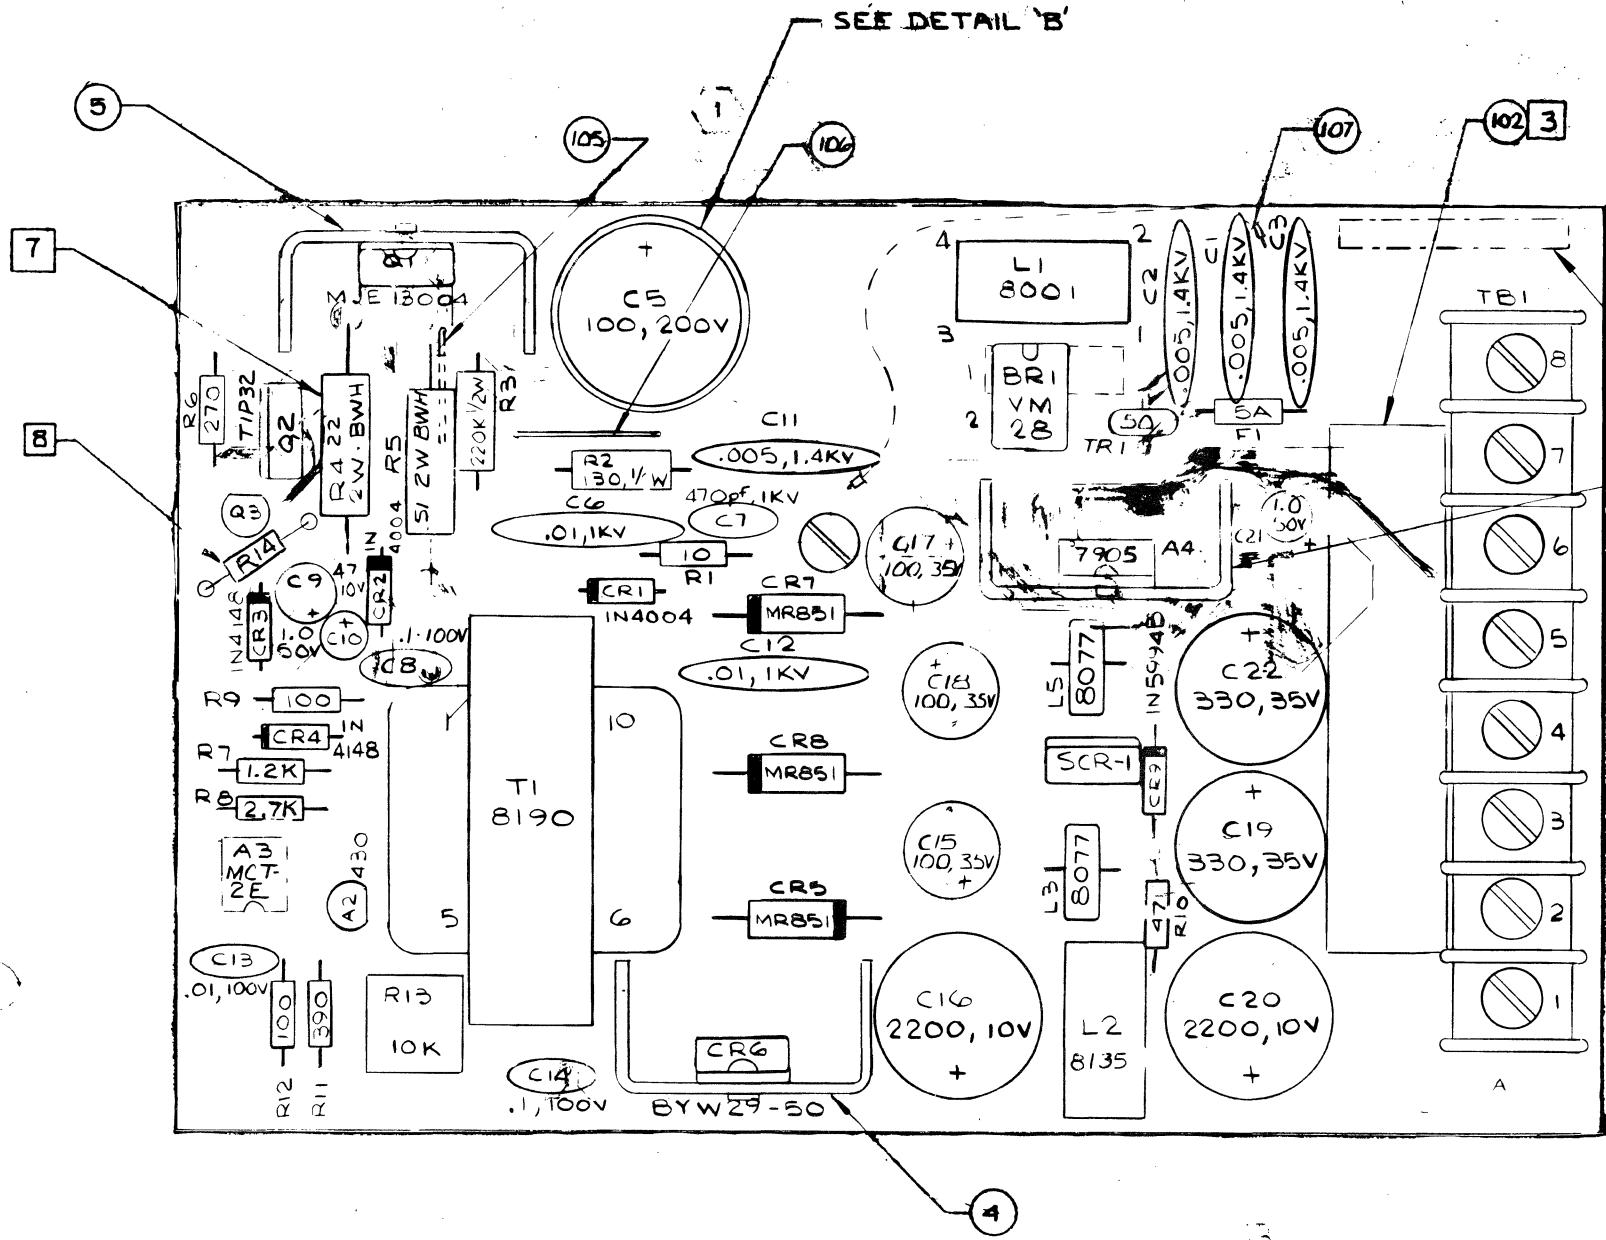 SEE DETAIL 'B'
5
1
105
106
107
102 3
7
8
Q1
MJE 13004
+
C5
100, 200V
4
2
3
1
L1
8001
C2
.005, 1.4KV
C1
.005, 1.4KV
C3
.005, 1.4KV
TB1
8
7
6
5
4
3
2
1
R6
270
TIP32
Q2
R4 22
2W. BWH
R5
51 2W BWH
220K 1/2W
R3
1
2
BR1
VM
28
5Ω
TR1
5A
F1
C11
.005, 1.4KV
R2
130, 1/ W
470pf, 1KV
C7
C6
.01, 1KV
10
R1
Q3
R14
C9
+
1.0
50V
47
10V
+
C10
IN
4004
CR2
IN4148
CR3
CR1
1N4004
CR7
MR851
C17
+
100, 35V
+
7905
A4
1.0
50V
C21
+
.1-100V
C8
C12
.01, 1KV
+
C18
100, 35V
-
L5
8077
IN5994B
+
C22
330, 35V
R9
100
CR4
IN
4148
R7
1.2K
R8
2.7K
1
10
5
6
T1
8190
CR8
MR851
SCR-1
CR9
+
C19
330, 35V
C15
100, 35V
+
L3
8077
47
R10
A3
MCT-
2E
A2
430
CR5
MR851
C13
.01, 100V
100
R12
390
R11
R13
10K
C14
.1, 100V
CR6
BYW29-50
C16
2200, 10V
+
L2
8135
C20
2200, 10V
+
A
4